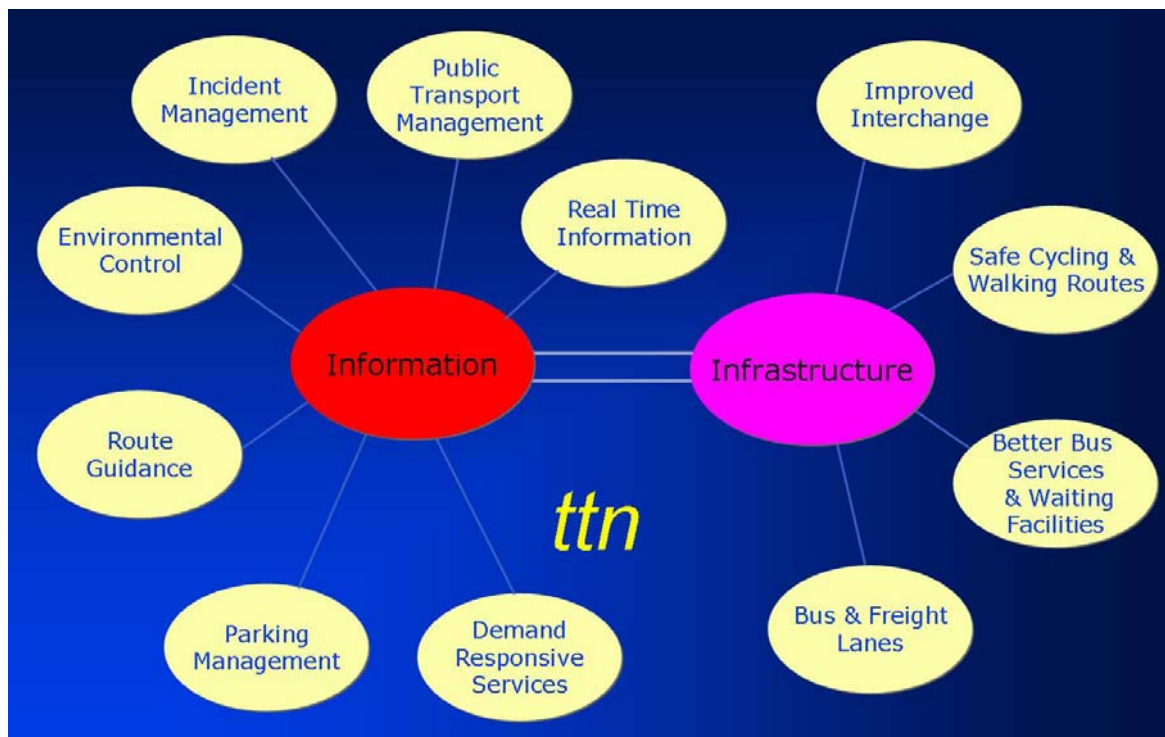 Incident
Management
Public
Transport
Management
Improved
Interchange
Real Time
Information
Environmental
Control
Safe Cycling &
Walking Routes
Information
Infrastructure
Route
Guidance
Better Bus
Services
& Waiting
Facilities
ttn
Parking
Management
Demand
Responsive
Services
Bus & Freight
Lanes